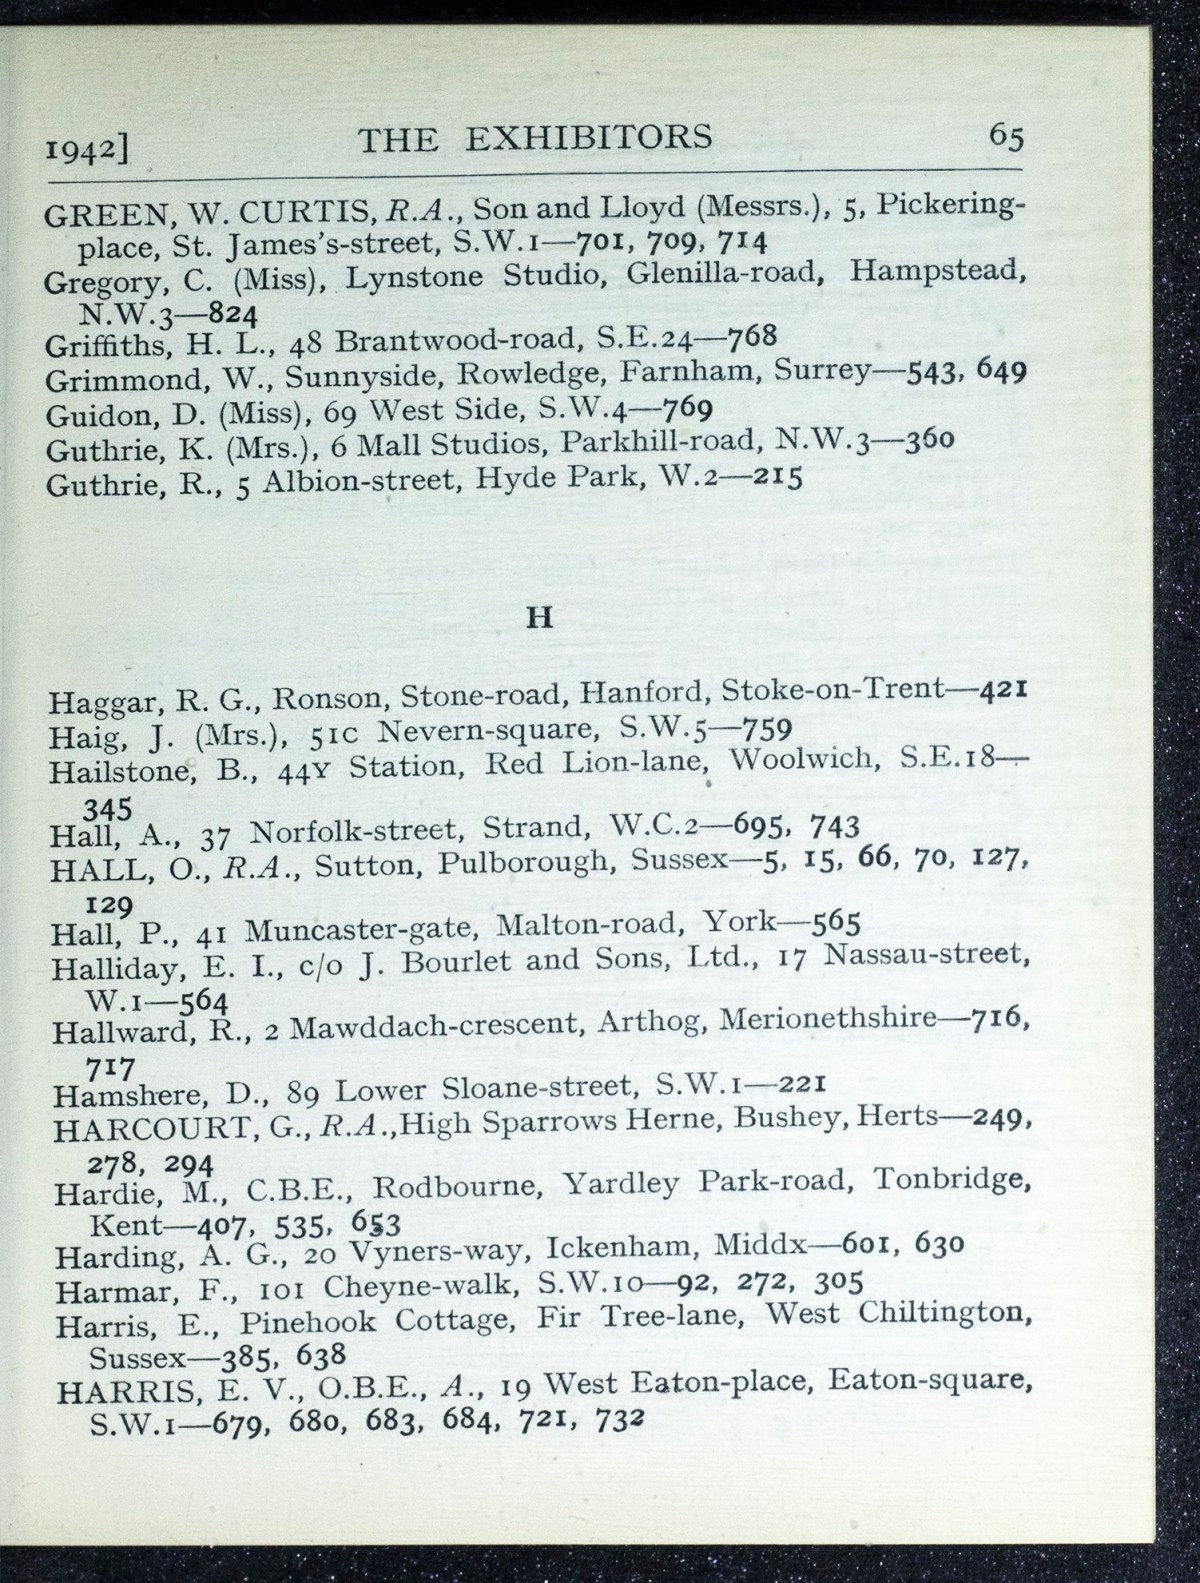 1942] THE EXHIBITORS 65
GREEN, W. CURTIS, R.A., Son and Lloyd (Messrs.), 5, Pickering-
place, St. James's-street, S.W.1—701, 709, 714
Gregory, C. (Miss), Lynstone Studio, Glenilla-road, Hampstead,
N.W.3—824
Griffiths, H. L., 48 Brantwood-road, S.E.24—768
Grimmond, W., Sunnyside, Rowledge, Farnham, Surrey—543, 649
Guidon, D. (Miss), 69 West Side, S.W.4—769
Guthrie, K. (Mrs.), 6 Mall Studios, Parkhill-road, N.W.3—360
Guthrie, R., 5 Albion-street, Hyde Park, W.2—215
H
Haggar, R. G., Ronson, Stone-road, Hanford, Stoke-on-Trent—421
Haig, J. (Mrs.), 51C Nevern-square, S.W.5—759
Hailstone, B., 44Y Station, Red Lion-lane, Woolwich, S.E.18—
345
Hall, A., 37 Norfolk-street, Strand, W.C.2—695, 743
HALL, O., R.A., Sutton, Pulborough, Sussex—5, 15, 66, 70, 127,
129
Hall, P., 41 Muncaster-gate, Malton-road, York—565
Halliday, E. I., c/o J. Bourlet and Sons, Ltd., 17 Nassau-street,
W.1—564
Hallward, R., 2 Mawddach-crescent, Arthog, Merionethshire—716,
717
Hamshere, D., 89 Lower Sloane-street, S.W.1—221
HARCOURT, G., R.A.,High Sparrows Herne, Bushey, Herts—249,
278, 294
Hardie, M., C.B.E., Rodbourne, Yardley Park-road, Tonbridge,
Kent—407, 535, 653
Harding, A. G., 20 Vyners-way, Ickenham, Middx—601, 630
Harmar, F., 101 Cheyne-walk, S.W.10—92, 272, 305
Harris, E., Pinehook Cottage, Fir Tree-lane, West Chiltington,
Sussex—385, 638
HARRIS, E. V., O.B.E., A., 19 West Eaton-place, Eaton-square,
S.W.1—679, 680, 683, 684, 721, 732